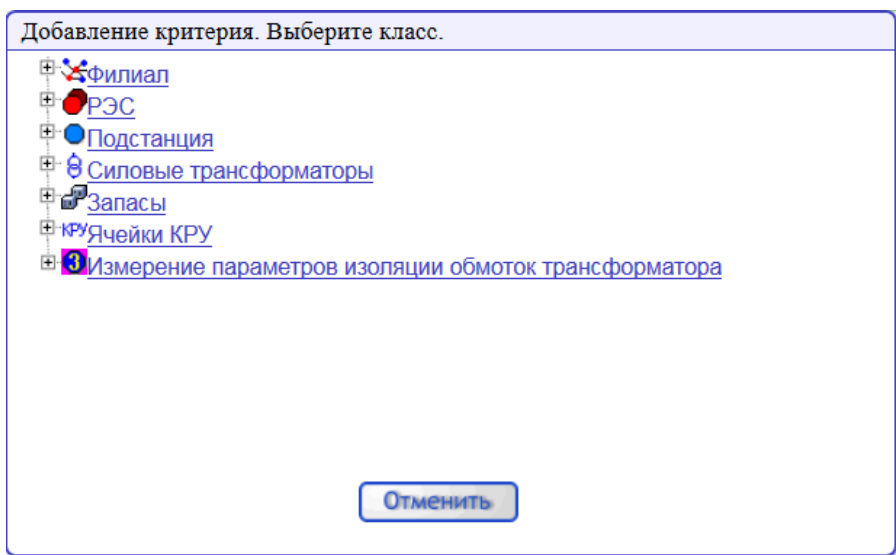 Добавление критерия. Выберите класс.
Филиал
РЭС
Подстанция
Силовые трансформаторы
Запасы
КРУ Ячейки КРУ
3 Измерение параметров изоляции обмоток трансформатора
Отменить